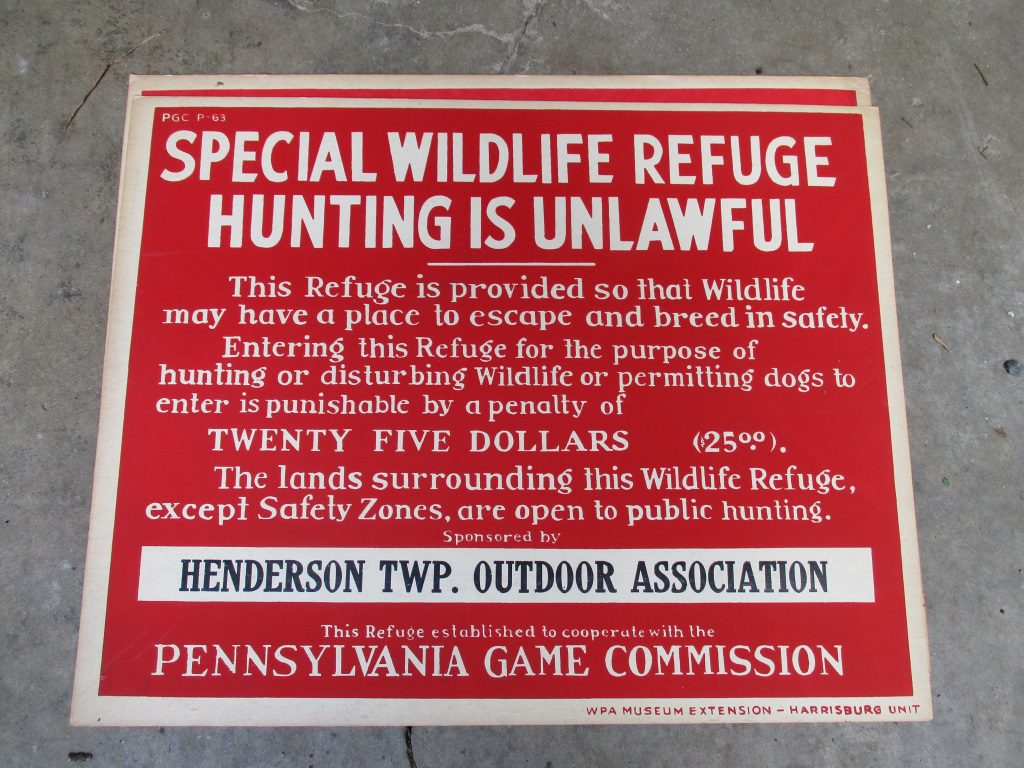 PGC P-63
SPECIAL WILDLIFE REFUGE
HUNTING IS UNLAWFUL
This Refuge is provided so that Wildlife
may have a place to escape and breed in safety.
Entering this Refuge for the purpose of
hunting or disturbing Wildlife or permitting dogs to
enter is punishable by a penalty of
TWENTY FIVE DOLLARS ($25.00).
The lands surrounding this Wildlife Refuge,
except Safety Zones, are open to public hunting.
Sponsored by
HENDERSON TWP. OUTDOOR ASSOCIATION
This Refuge established to cooperate with the
PENNSYLVANIA GAME COMMISSION
WPA MUSEUM EXTENSION - HARRISBURG UNIT